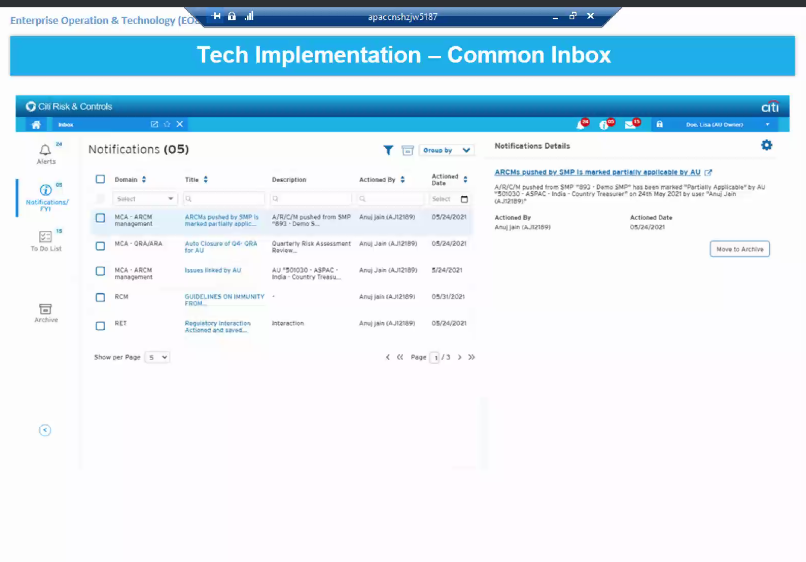 Enterprise Operation & Technology (EO&
apaccnshzjw5187
Tech Implementation – Common Inbox
Citi Risk & Controls
citi
Inbox
24
05
15
Doe, Lisa (AU Owner)
24
Alerts
05
Notifications/
FYI
15
To Do List
Archive
Notifications (05)
Group by
Domain Title Description Actioned By Actioned
Date
Select Select
MCA - ARCM
management
ARCMs pushed by SMP is
marked partially applic...
A/R/C/M pushed from SMP
"893 - Demo S...
Anuj jain (AJ12189) 05/24/2021
MCA - QRA/ARA
Auto Closure of Q4- QRA
for AU
Quarterly Risk Assessment
Review...
Anuj Jain (AJ12189) 05/24/2021
MCA - ARCM
management
Issues linked by AU
AU "501030 - ASPAC -
India - Country Treasu...
Anuj Jain (AJ12189) 5/24/2021
RCM
GUIDELINES ON IMMUNITY
FROM...
-
Anuj jain (AJ12189) 05/31/2021
RET
Regulatory Interaction
Actioned and saved...
Interaction
Anuj jain (AJ12189) 05/24/2021
Show per Page 5
Page 1 / 3
Notifications Details
ARCMs pushed by SMP is marked partially applicable by AU
A/R/C/M pushed from SMP "893 - Demo SMP" has been marked "Partially Applicable" by AU
"501030 - ASPAC - India - Country Treasurer" on 24th May 2021 by user "Anuj Jain
(AJ12189)"
Actioned By Actioned Date
Anuj jain (AJ12189) 05/24/2021
Move to Archive